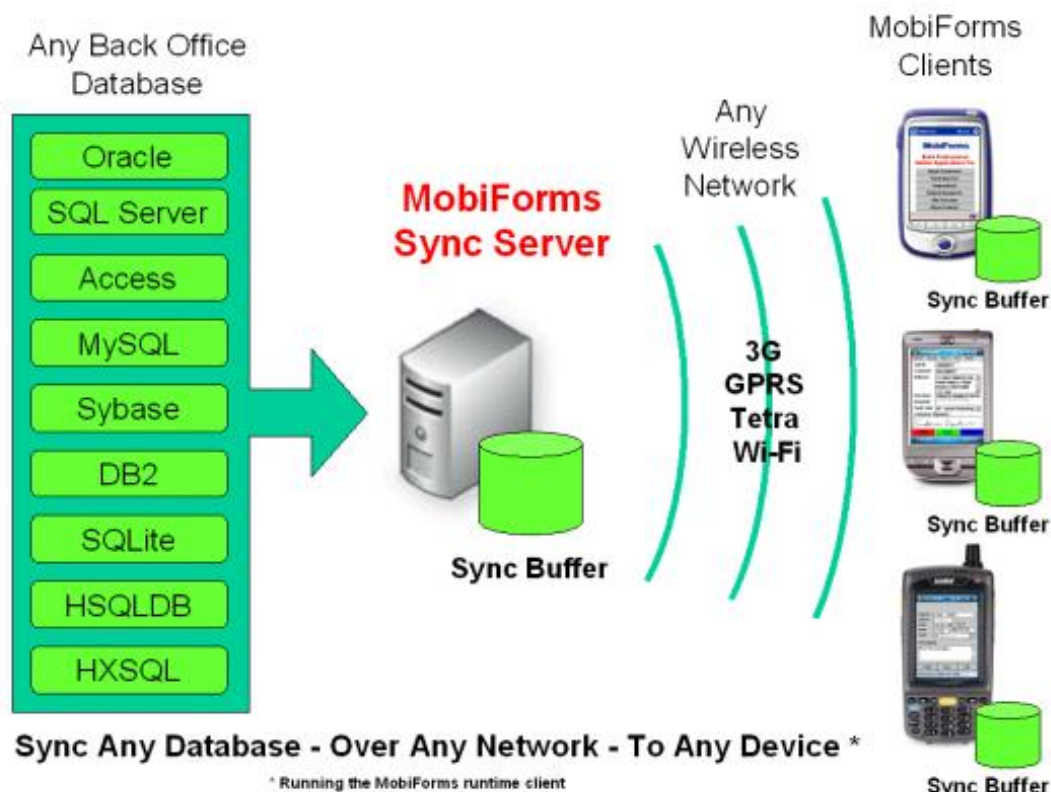 Any Back Office
Database
Oracle
SQL Server
Access
MySQL
Sybase
DB2
SQLite
HSQLDB
HXSQL
MobiForms
Sync Server
Sync Buffer
Any
Wireless
Network
3G
GPRS
Tetra
Wi-Fi
MobiForms
Clients
MobiForms
Sync Buffer
Sync Buffer
Sync Buffer
Sync Any Database - Over Any Network - To Any Device *
* Running the MobiForms runtime client